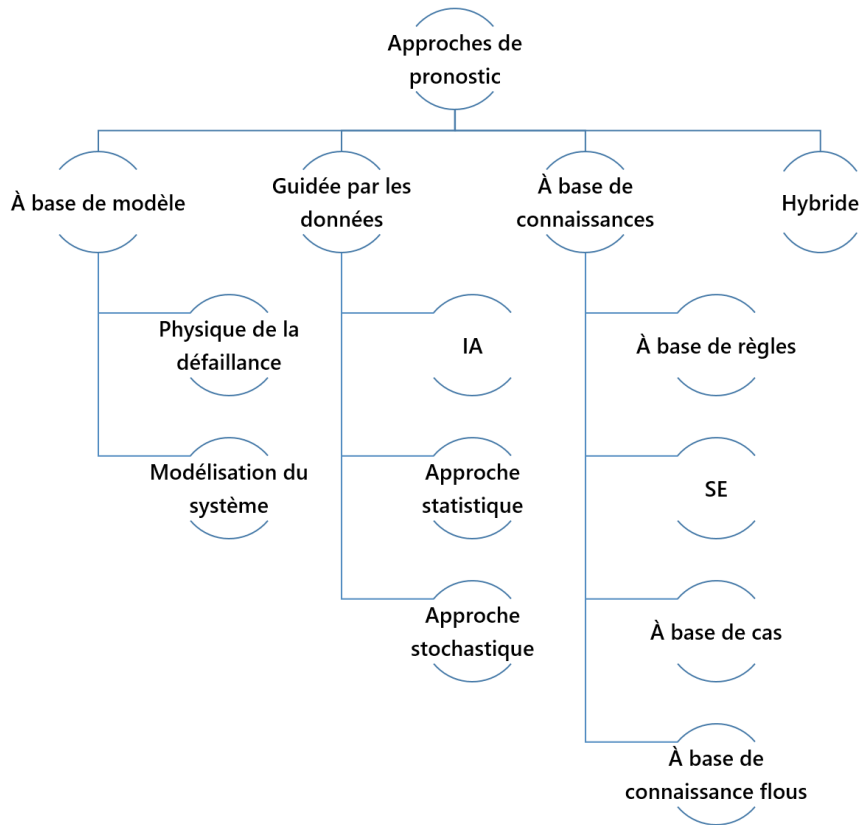 Approches de
pronostic
À base de modèle
Guidée par les
données
À base de
connaissances
Hybride
Physique de la
défaillance
IA
À base de règles
Modélisation du
système
Approche
statistique
SE
Approche
stochastique
À base de cas
À base de
connaissance flous